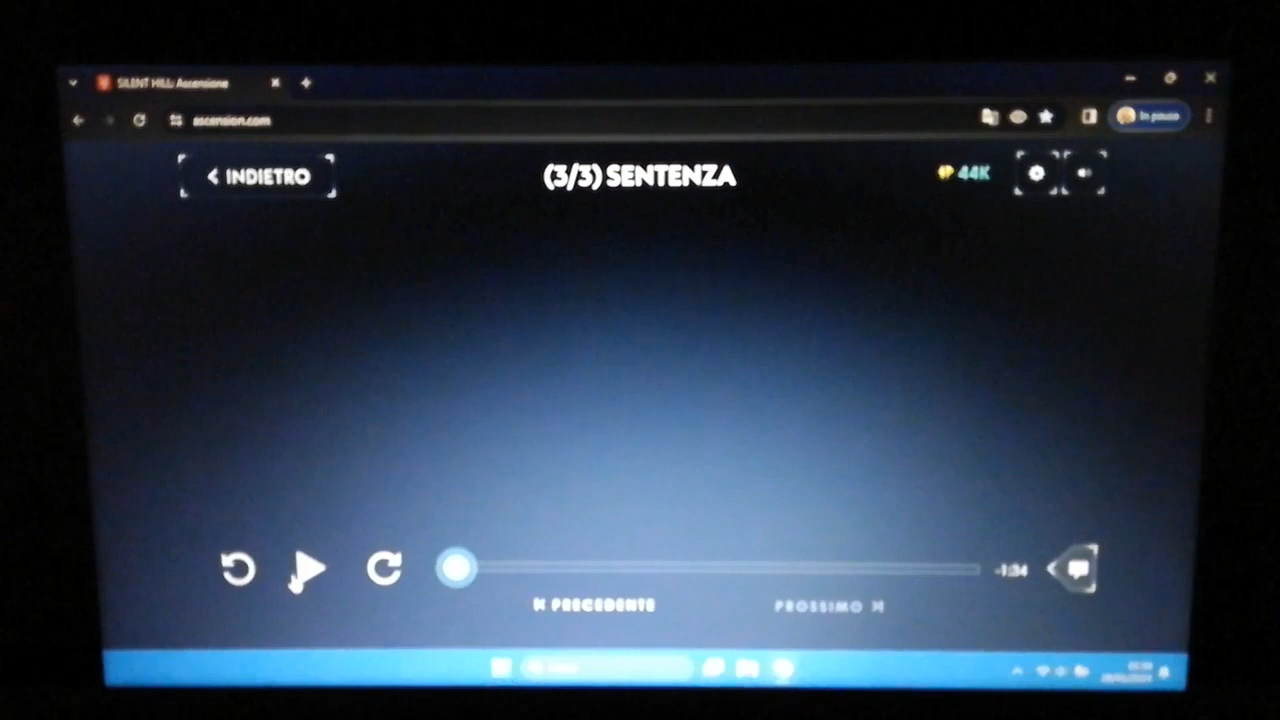 SILENT HILL: Ascensione
ascension.com
In pausa
< INDIETRO
(3/3) SENTENZA
44K
-1:34
PRECEDENTE
PROSSIMO